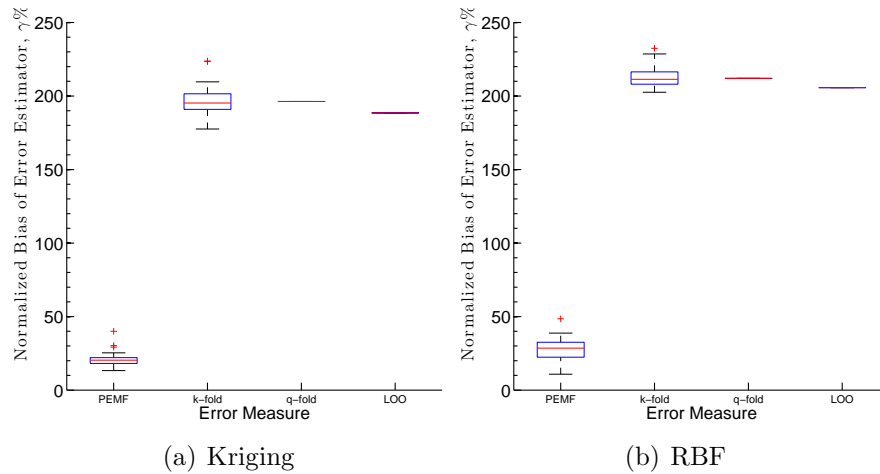 Normalized Bias of Error Estimator, γ%
250
200
150
100
50
0
PEMF k−fold q−fold LOO
Error Measure
(a) Kriging
Normalized Bias of Error Estimator, γ%
250
200
150
100
50
0
PEMF k−fold q−fold LOO
Error Measure
(b) RBF